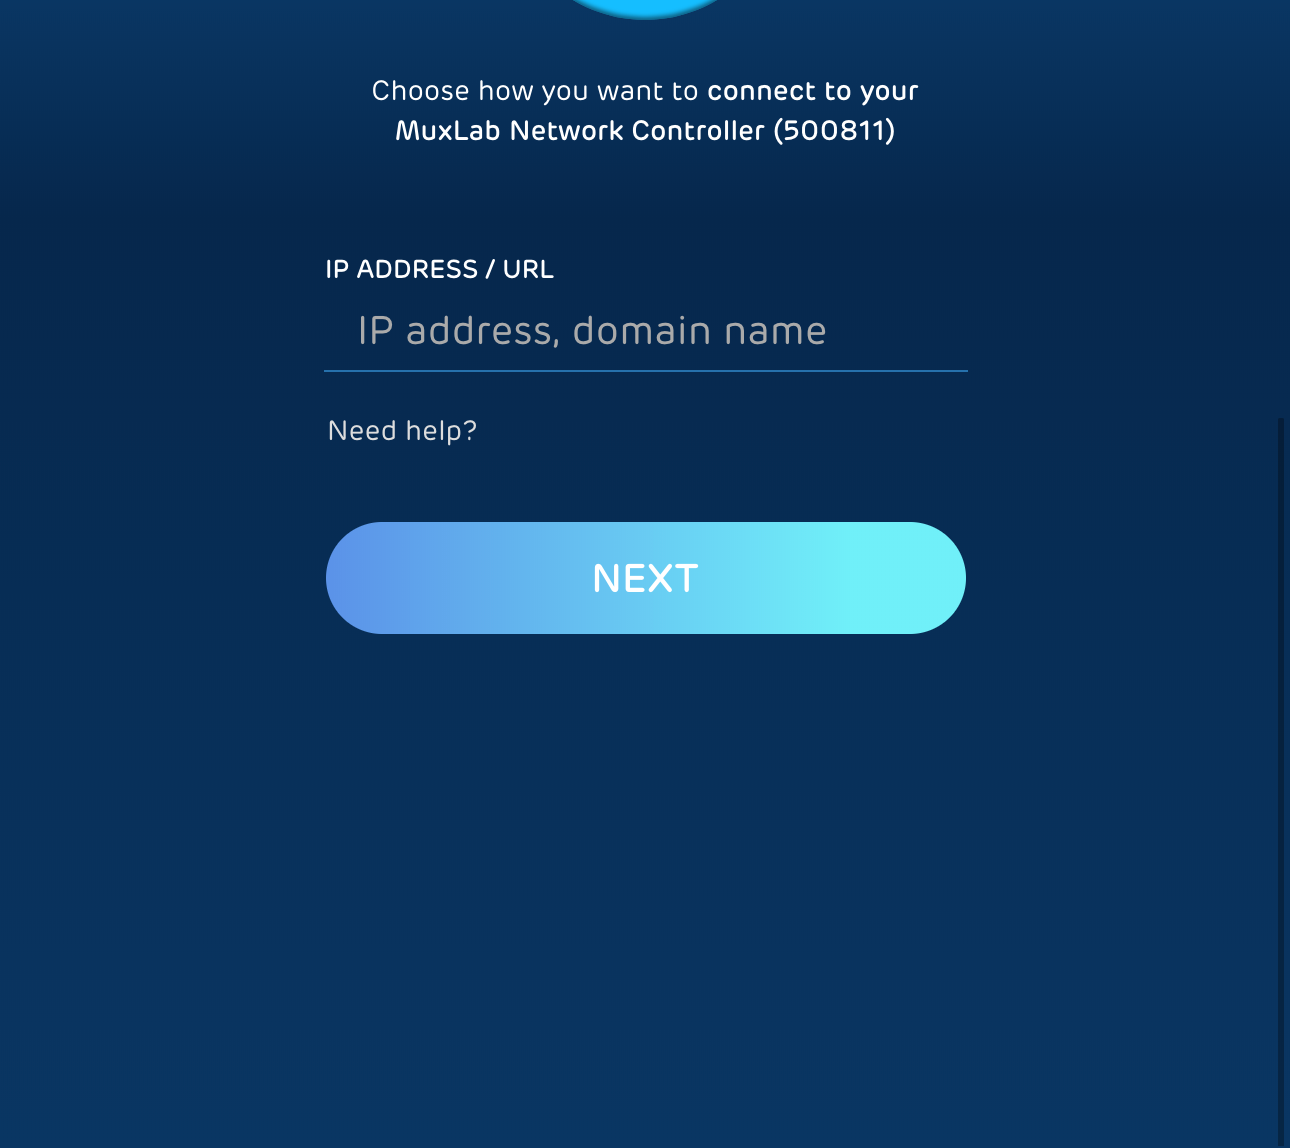 Choose how you want to connect to your
MuxLab Network Controller (500811)
IP ADDRESS / URL
IP address, domain name
Need help?
NEXT